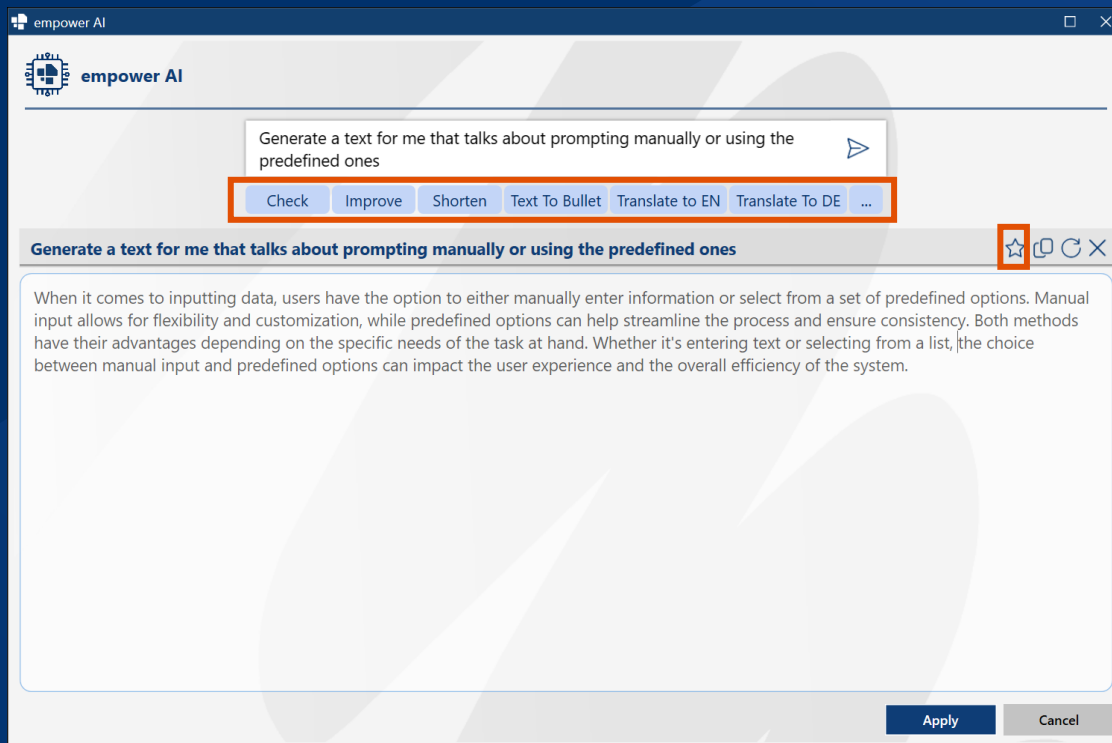 empower AI
empower AI
Generate a text for me that talks about prompting manually or using the
predefined ones
Check Improve Shorten Text To Bullet Translate to EN Translate To DE ...
Generate a text for me that talks about prompting manually or using the predefined ones
When it comes to inputting data, users have the option to either manually enter information or select from a set of predefined options. Manual
input allows for flexibility and customization, while predefined options can help streamline the process and ensure consistency. Both methods
have their advantages depending on the specific needs of the task at hand. Whether it's entering text or selecting from a list, the choice
between manual input and predefined options can impact the user experience and the overall efficiency of the system.
Apply Cancel